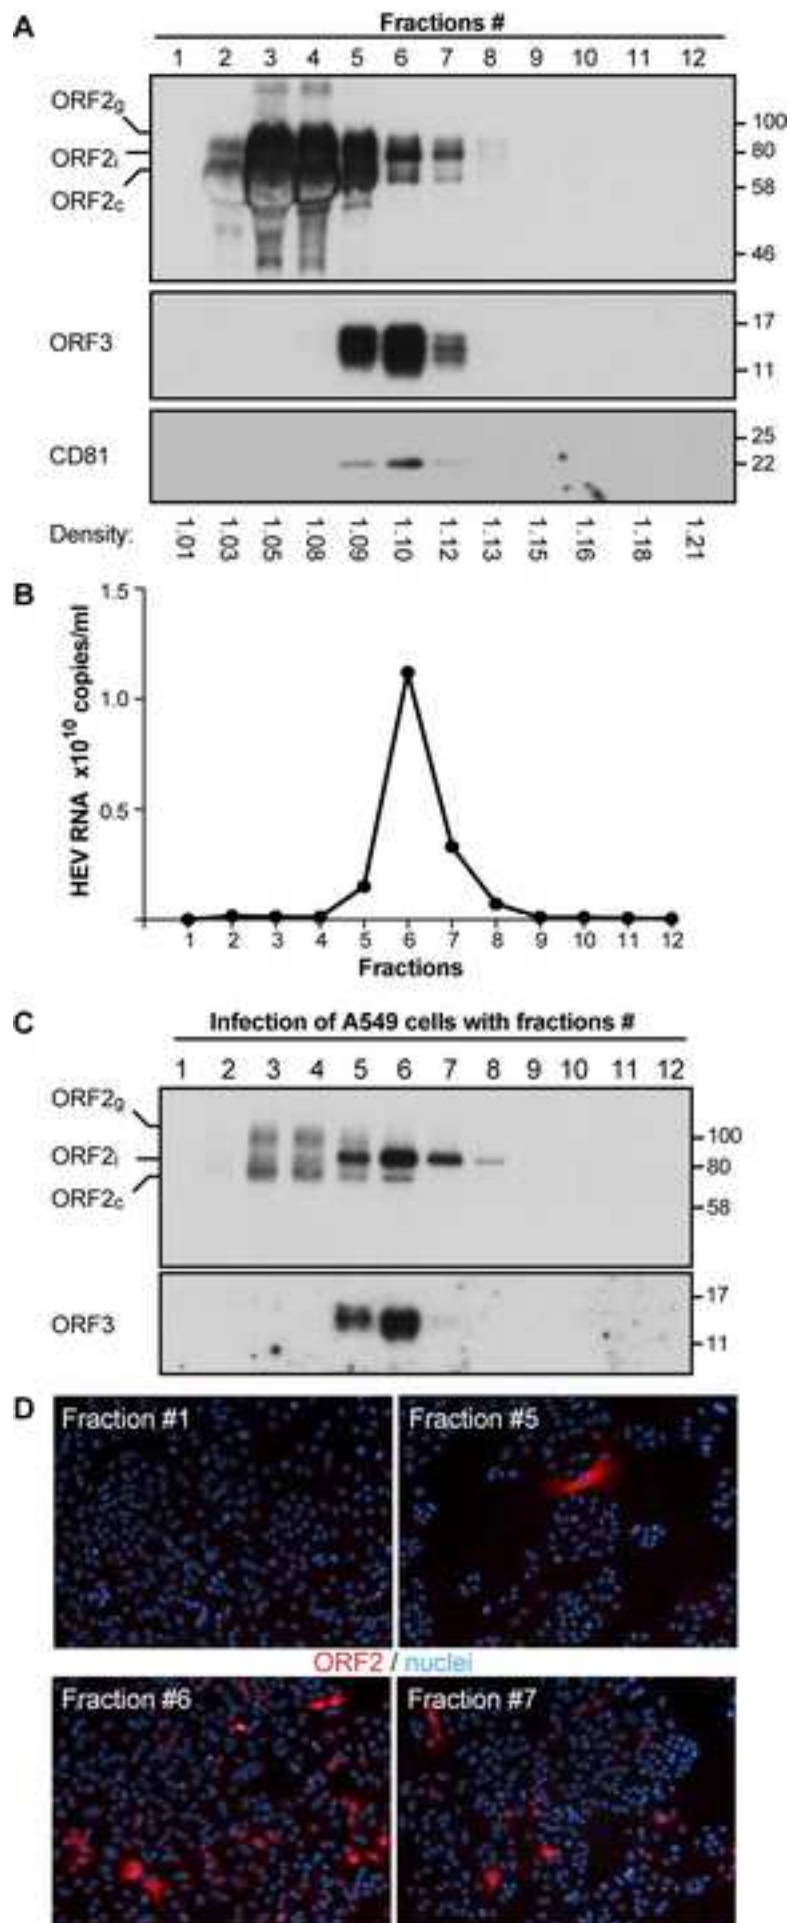 A
Fractions #
1 2 3 4 5 6 7 8 9 10 11 12
ORF2g
ORF2i
ORF2c
100
80
58
46
ORF3
17
11
CD81
25
22
Density: 1.01 1.03 1.05 1.08 1.09 1.10 1.12 1.13 1.15 1.16 1.18 1.21
B
HEV RNA x10^10 copies/ml
1.5
1.0
0.5
1 2 3 4 5 6 7 8 9 10 11 12
Fractions
C
Infection of A549 cells with fractions #
1 2 3 4 5 6 7 8 9 10 11 12
ORF2g
ORF2i
ORF2c
100
80
58
ORF3
17
11
D
Fraction #1
Fraction #5
ORF2 / nuclei
Fraction #6
Fraction #7